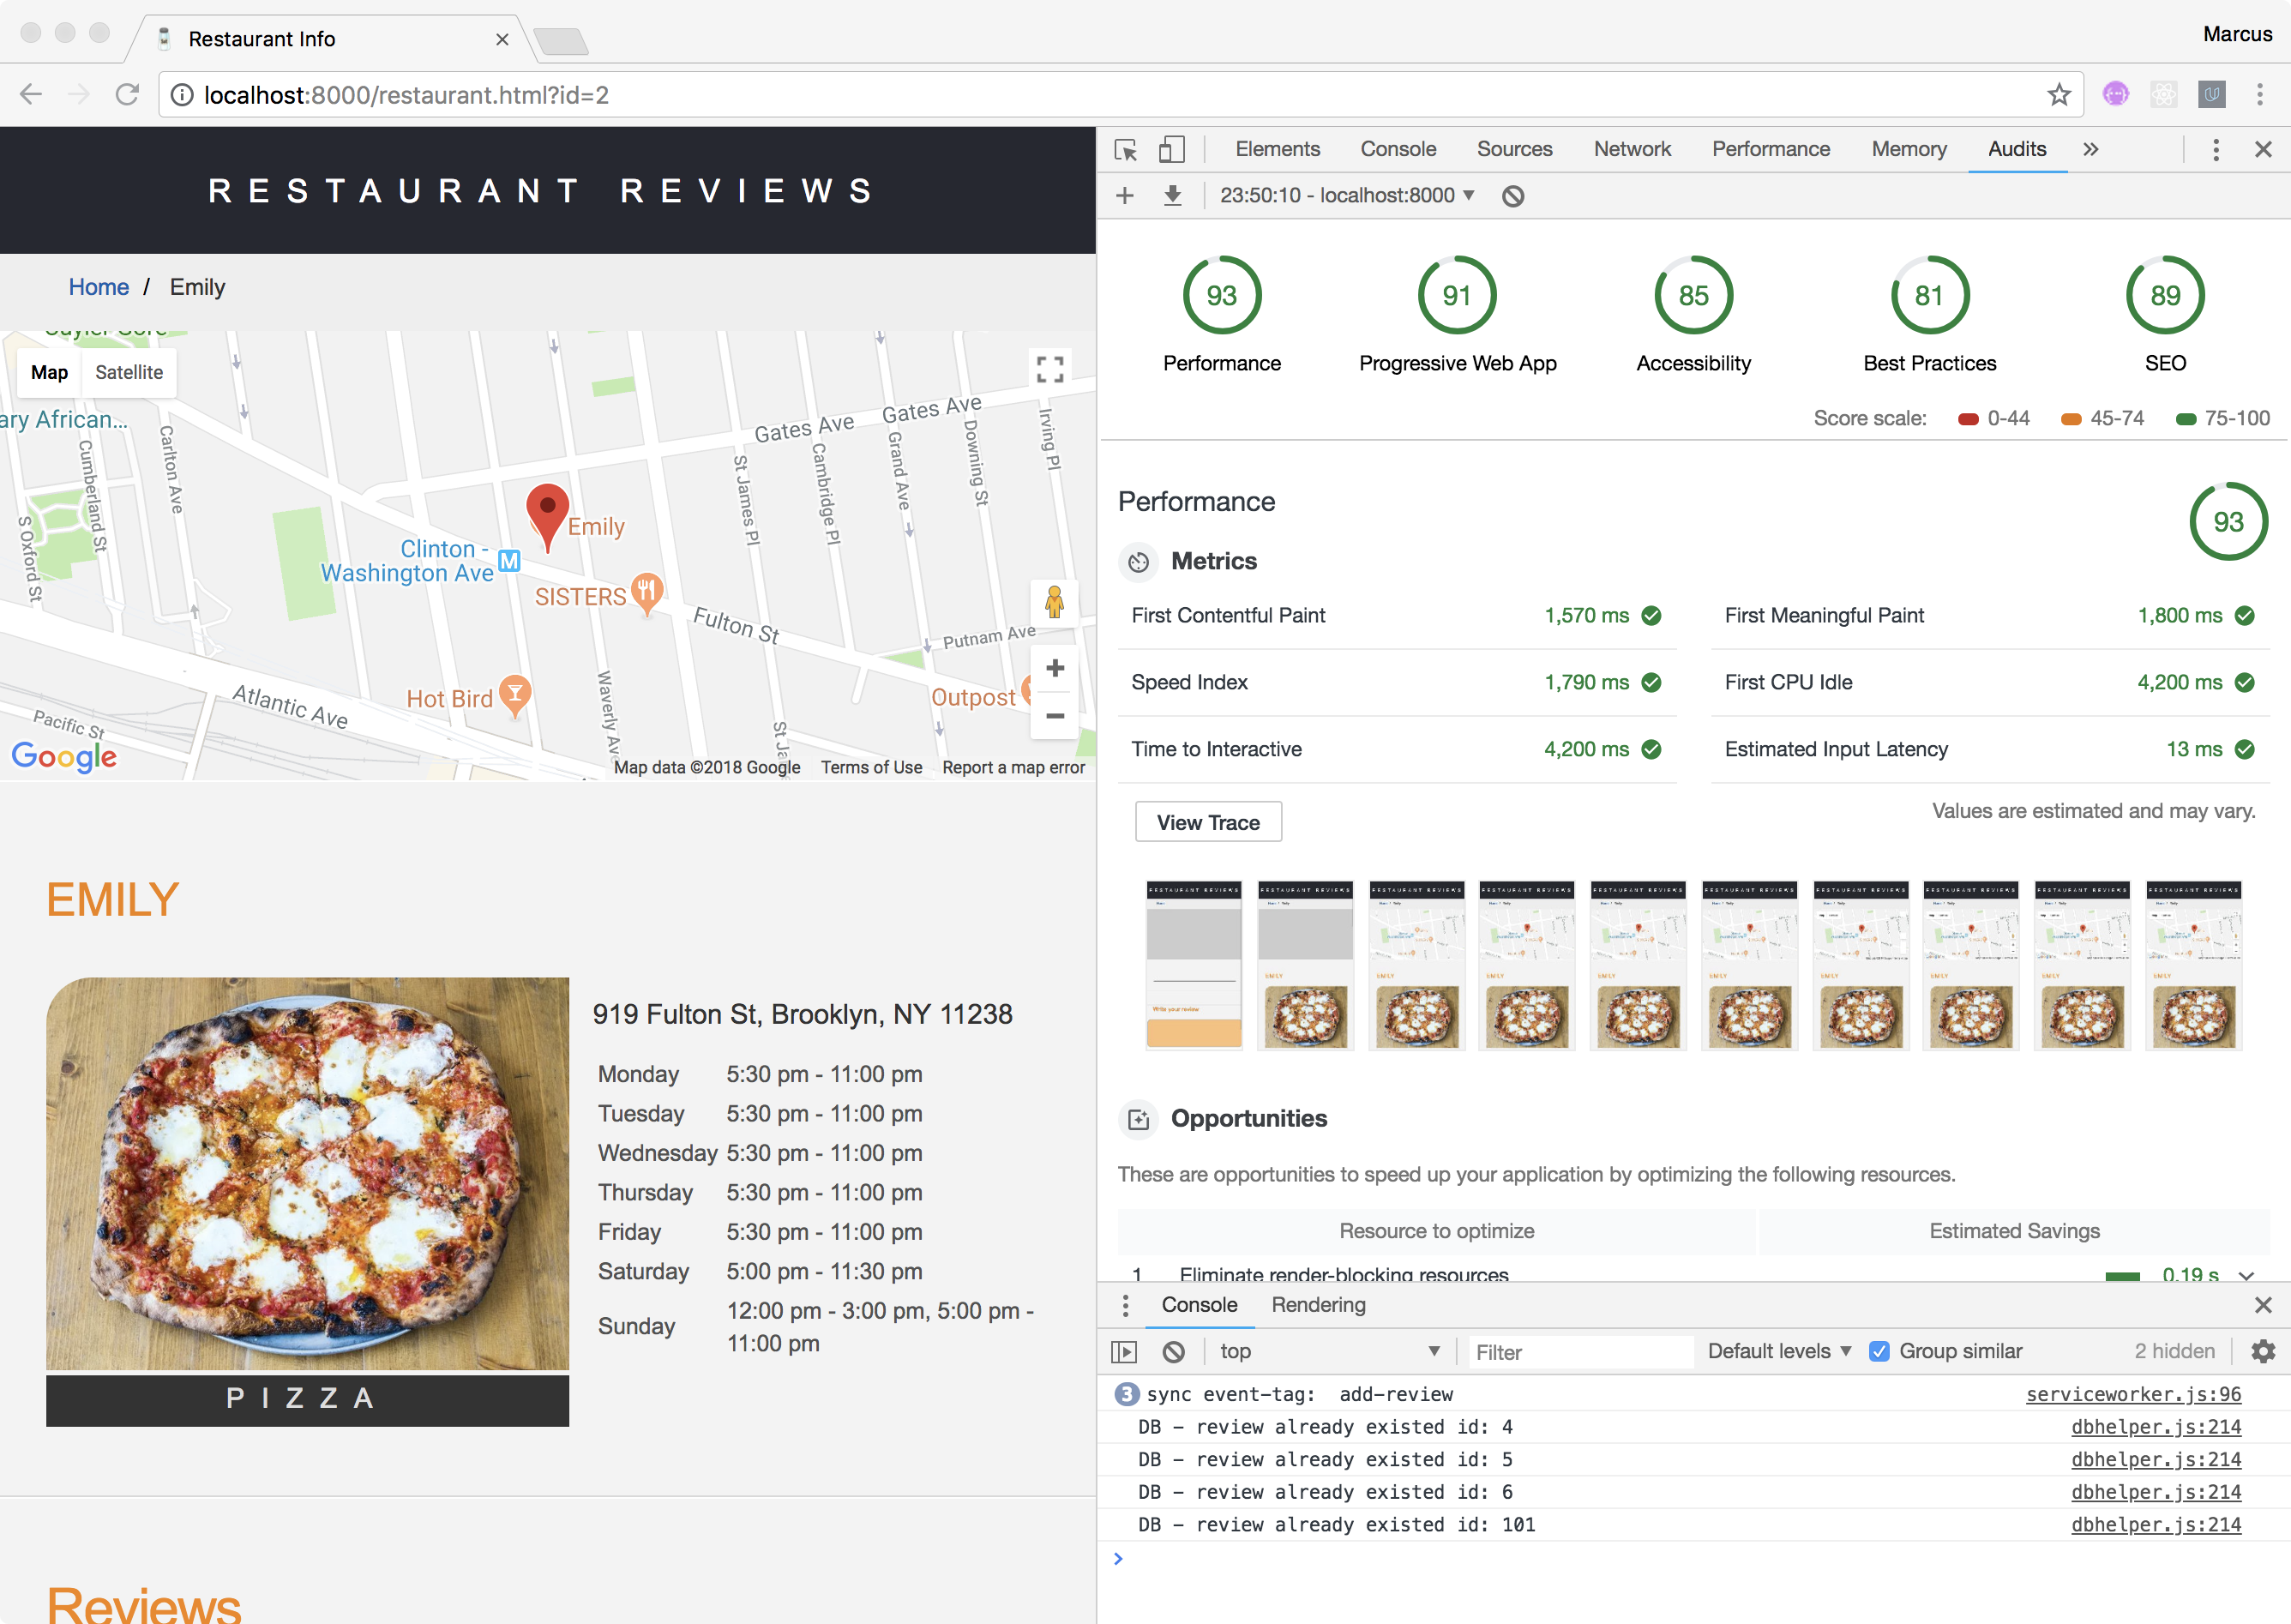 Restaurant Info
Marcus
localhost:8000/restaurant.html?id=2
RESTAURANT REVIEWS
Home / Emily
Map Satellite
ary African...
Cumberland St
Carlton Ave
S Oxford St
Gates Ave
Gates Ave
Irving Pl
Downing St
Grand Ave
Cambridge Pl
St James Pl
Emily
Clinton -
Washington Ave
M
SISTERS
Fulton St
Putnam Ave
Outpost
Hot Bird
Waverly Ave
Atlantic Ave
Pacific St
Google
Map data ©2018 Google Terms of Use Report a map error
EMILY
919 Fulton St, Brooklyn, NY 11238
Monday 5:30 pm - 11:00 pm
Tuesday 5:30 pm - 11:00 pm
Wednesday 5:30 pm - 11:00 pm
Thursday 5:30 pm - 11:00 pm
Friday 5:30 pm - 11:00 pm
Saturday 5:00 pm - 11:30 pm
Sunday 12:00 pm - 3:00 pm, 5:00 pm -
11:00 pm
PIZZA
Reviews
Elements Console Sources Network Performance Memory Audits »
23:50:10 - localhost:8000
93 91 85 81 89
Performance Progressive Web App Accessibility Best Practices SEO
Score scale: 0-44 45-74 75-100
Performance 93
Metrics
First Contentful Paint 1,570 ms First Meaningful Paint 1,800 ms
Speed Index 1,790 ms First CPU Idle 4,200 ms
Time to Interactive 4,200 ms Estimated Input Latency 13 ms
View Trace Values are estimated and may vary.
Opportunities
These are opportunities to speed up your application by optimizing the following resources.
Resource to optimize Estimated Savings
1 Eliminate render-blocking resources 0.19 s
Console Rendering
top Filter Default levels Group similar 2 hidden
3 sync event-tag: add-review serviceworker.js:96
DB - review already existed id: 4 dbhelper.js:214
DB - review already existed id: 5 dbhelper.js:214
DB - review already existed id: 6 dbhelper.js:214
DB - review already existed id: 101 dbhelper.js:214